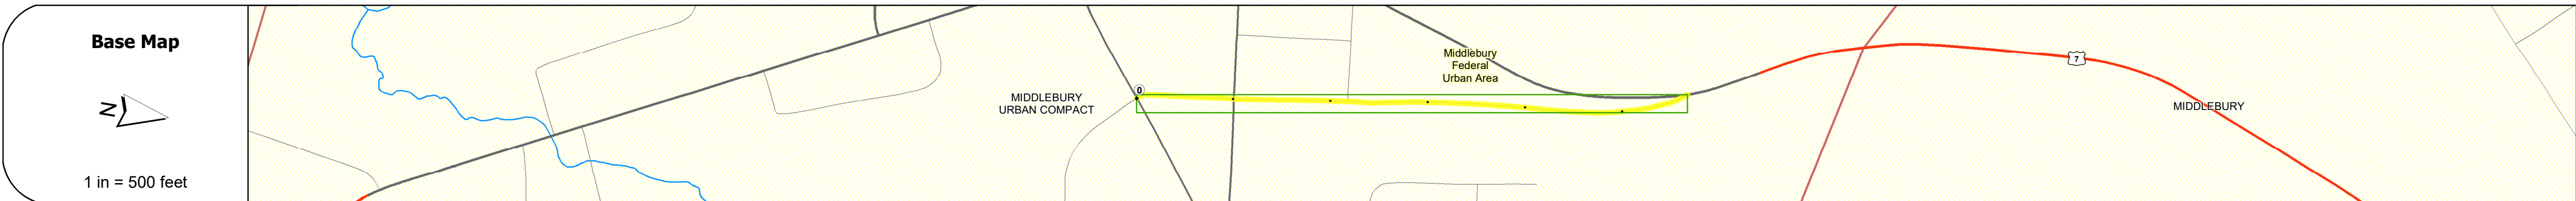 Base Map
N
1 in = 500 feet
MIDDLEBURY
URBAN COMPACT
0
Middlebury
Federal
Urban Area
7
MIDDLEBURY